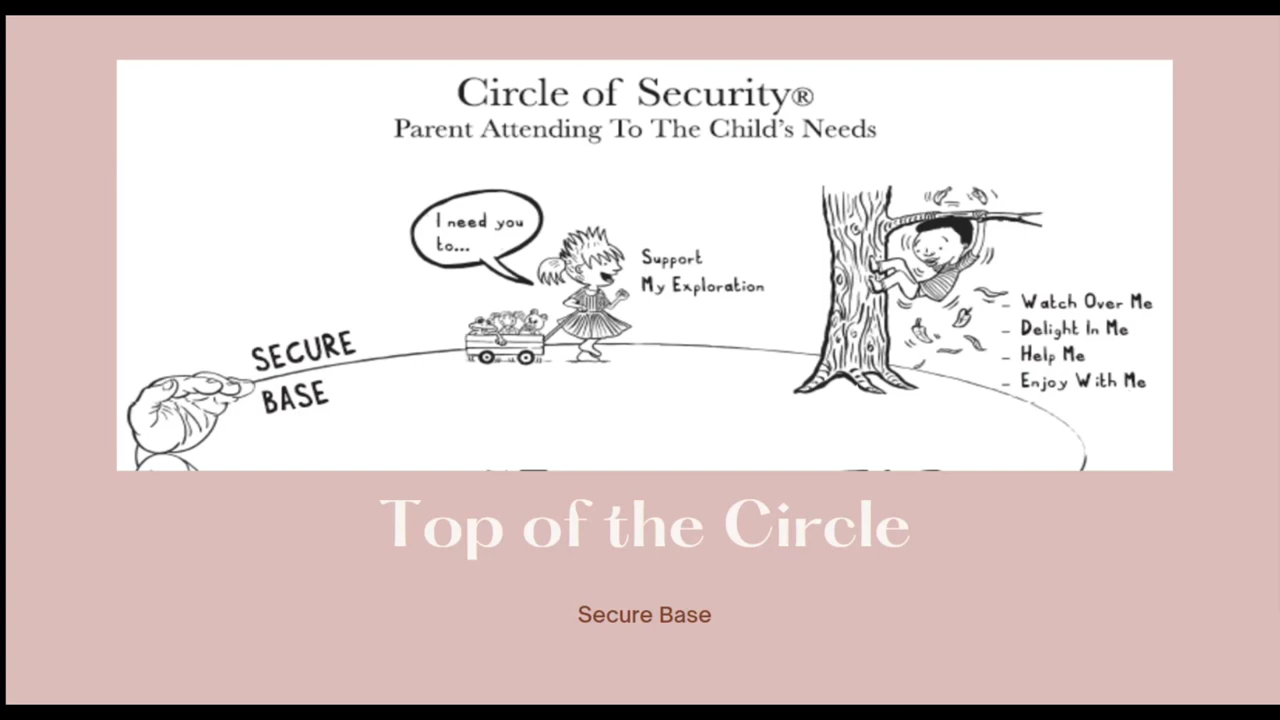 Circle of Security®
Parent Attending To The Child's Needs
I need you
to...
Support
My Exploration
SECURE
BASE
– Watch Over Me
– Delight In Me
– Help Me
– Enjoy With Me
Top of the Circle
Secure Base